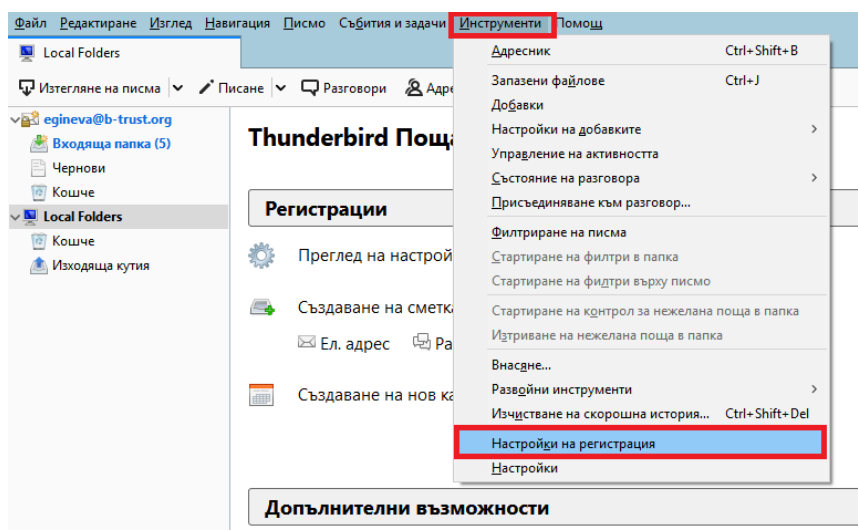 Файл Редактиране Изглед Навигация Писмо Събития и задачи Инструменти Помощ
Local Folders
Изтегляне на писма Писане Разговори
egineva@b-trust.org
Входяща папка (5)
Чернови
Кошче
Local Folders
Кошче
Изходяща кутия
Thunderbird
Регистрации
Преглед на
Създаване на
Ел. адрес
Създаване на нов
Допълнителни възможности
Адресник Ctrl+Shift+B
Запазени файлове Ctrl+J
Добавки
Настройки на добавките
Управление на активността
Състояние на разговора
Присъединяване към разговор...
Филтриране на писма
Стартиране на филтри в папка
Стартиране на филтри върху писмо
Стартиране на контрол за нежелана поща в папка
Изтриване на нежелана поща в папка
Внасяне...
Развойни инструменти
Изчистване на скорошна история... Ctrl+Shift+Del
Настройки на регистрация
Настройки